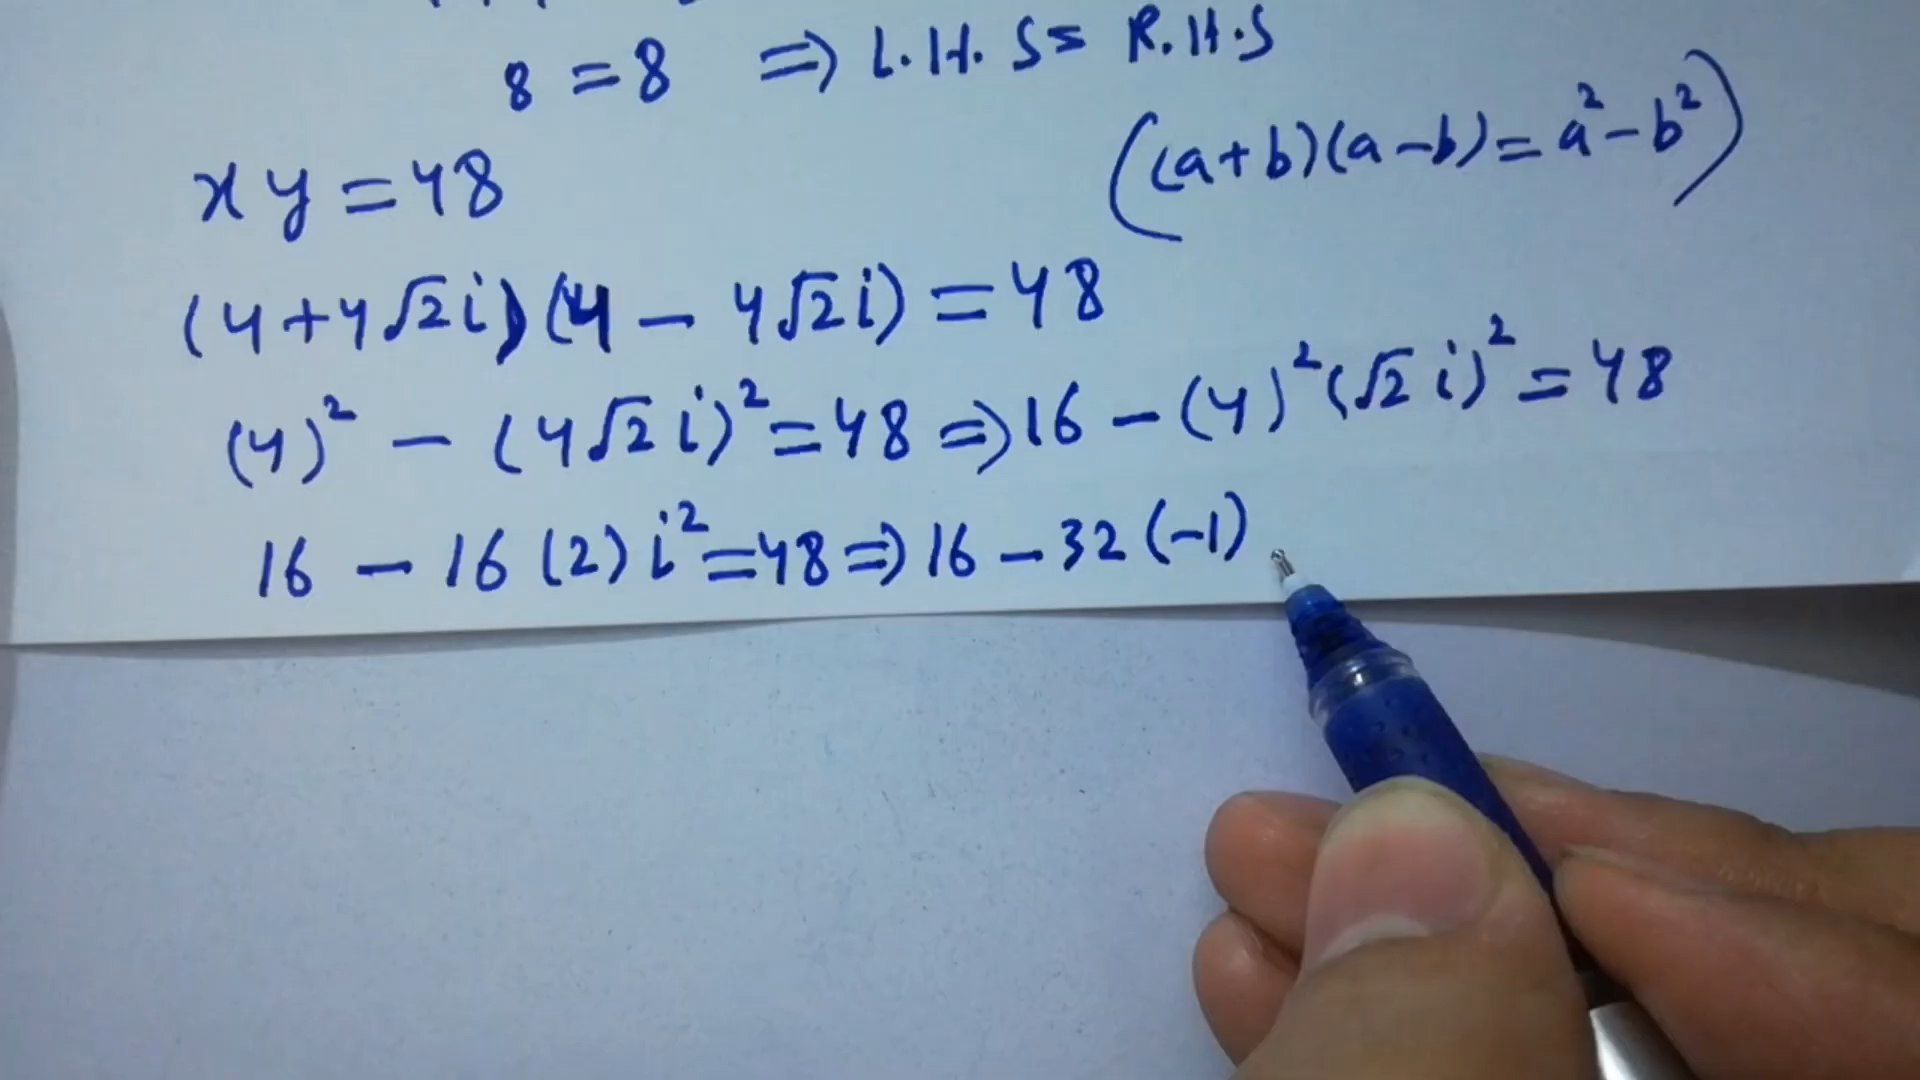 8 = 8 ⇒ L.H.S = R.H.S
((a+b)(a-b) = a² - b²)
xy = 48
(4+4√2i)(4 - 4√2i) = 48
(4)² - (4√2i)² = 48 ⇒ 16 - (4)²(√2i)² = 48
16 - 16(2)i² = 48 ⇒ 16 - 32(-1)